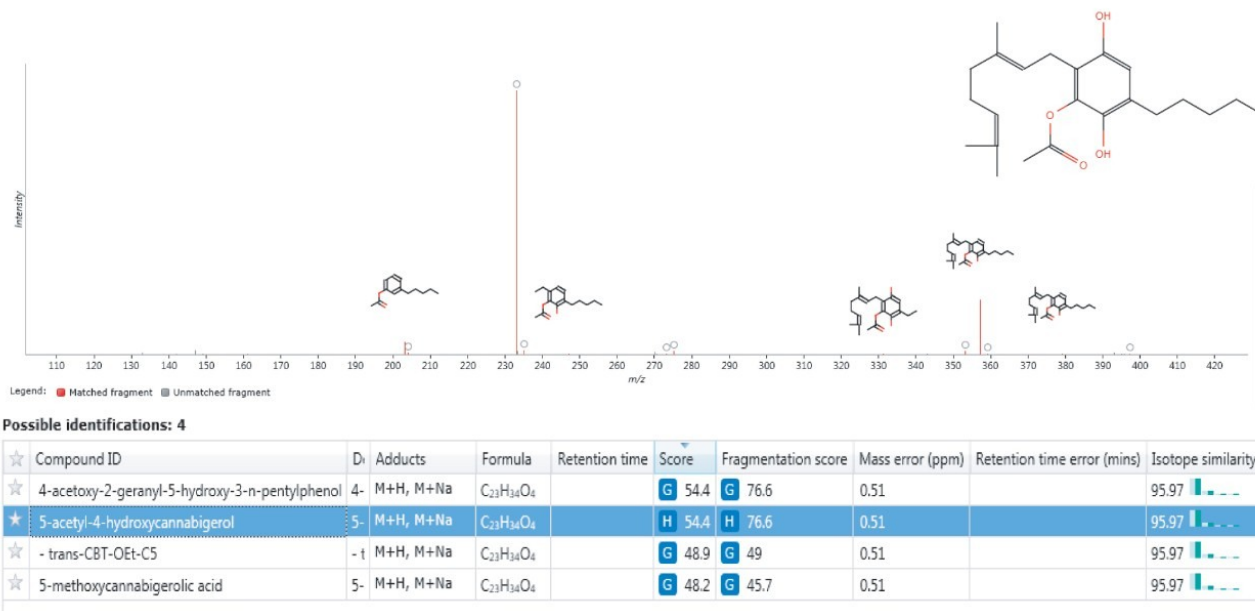 OH
O
O
OH
Intensity
110 120 130 140 150 160 170 180 190 200 210 220 230 240 250 260 270 280 290 300 310 320 330 340 350 360 370 380 390 400 410 420
m/z
Legend: Matched fragment Unmatched fragment
Possible identifications: 4
Compound ID D Adducts Formula Retention time Score Fragmentation score Mass error (ppm) Retention time error (mins) Isotope similarity
4-acetoxy-2-geranyl-5-hydroxy-3-n-pentylphenol 4- M+H, M+Na C₂₃H₃₄O₄ G 54.4 G 76.6 0.51 95.97
5-acetyl-4-hydroxycannabigerol 5- M+H, M+Na C₂₃H₃₄O₄ H 54.4 H 76.6 0.51 95.97
- trans-CBT-OEt-C5 - t M+H, M+Na C₂₃H₃₄O₄ G 48.9 G 49 0.51 95.97
5-methoxycannabigerolic acid 5- M+H, M+Na C₂₃H₃₄O₄ G 48.2 G 45.7 0.51 95.97